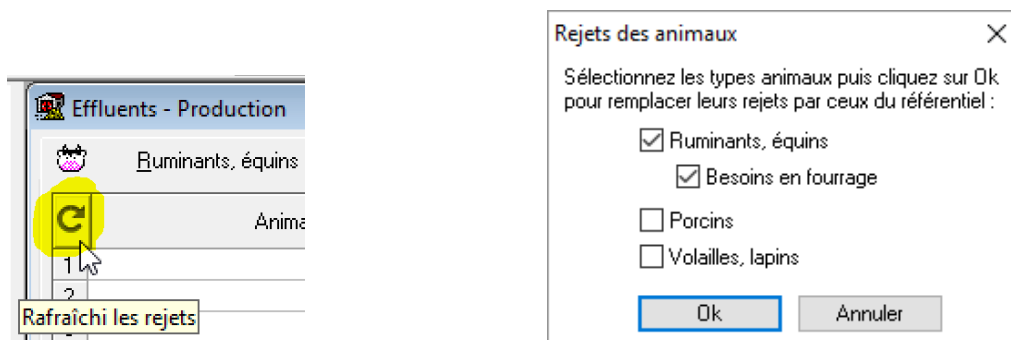 Effluents - Production
Ruminants, équins
Anima
1
2
Rafraîchi les rejets
Rejets des animaux
Sélectionnez les types animaux puis cliquez sur Ok
pour remplacer leurs rejets par ceux du référentiel :
Ruminants, équins
Besoins en fourrage
Porcins
Volailles, lapins
Ok
Annuler